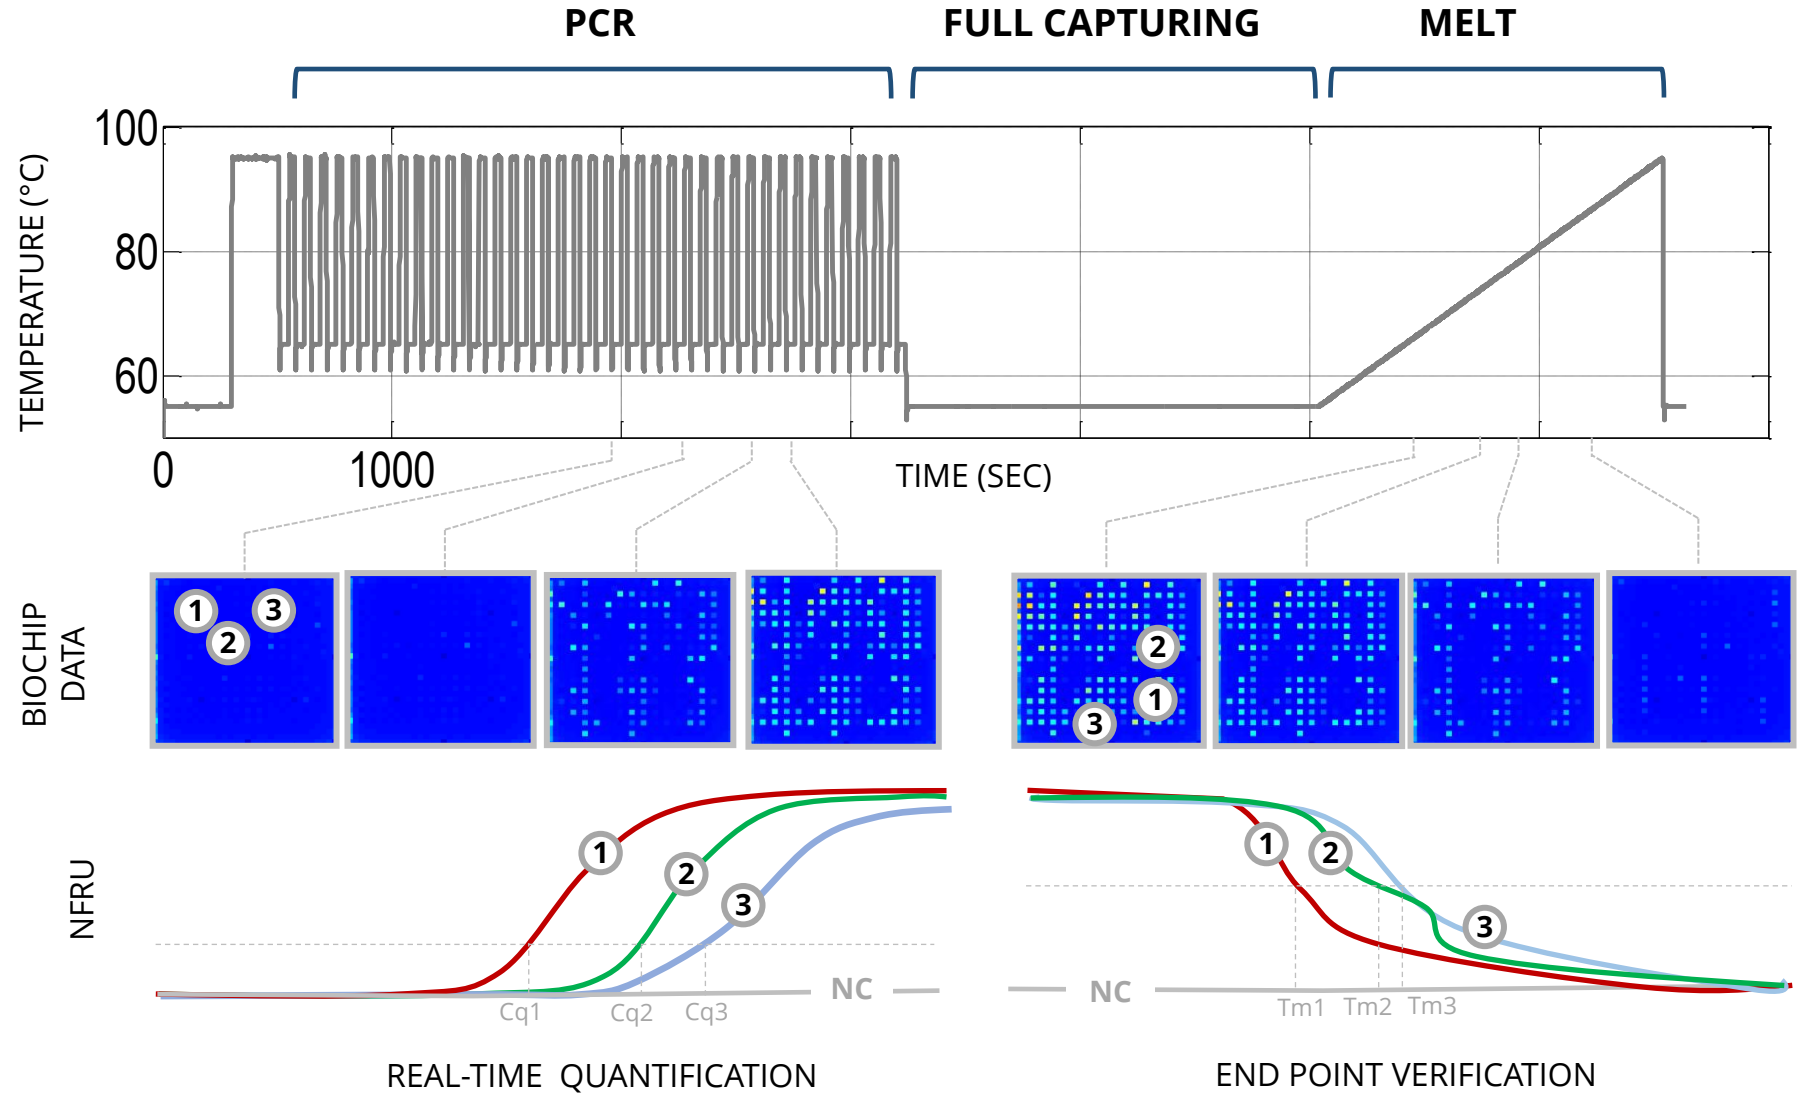 PCR
FULL CAPTURING
MELT
TEMPERATURE (°C)
100
80
60
0
1000
TIME (SEC)
BIOCHIP
DATA
1
2
3
2
1
3
NFRU
1
2
3
NC
Cq1
Cq2
Cq3
1
2
3
NC
Tm1
Tm2
Tm3
REAL-TIME QUANTIFICATION
END POINT VERIFICATION